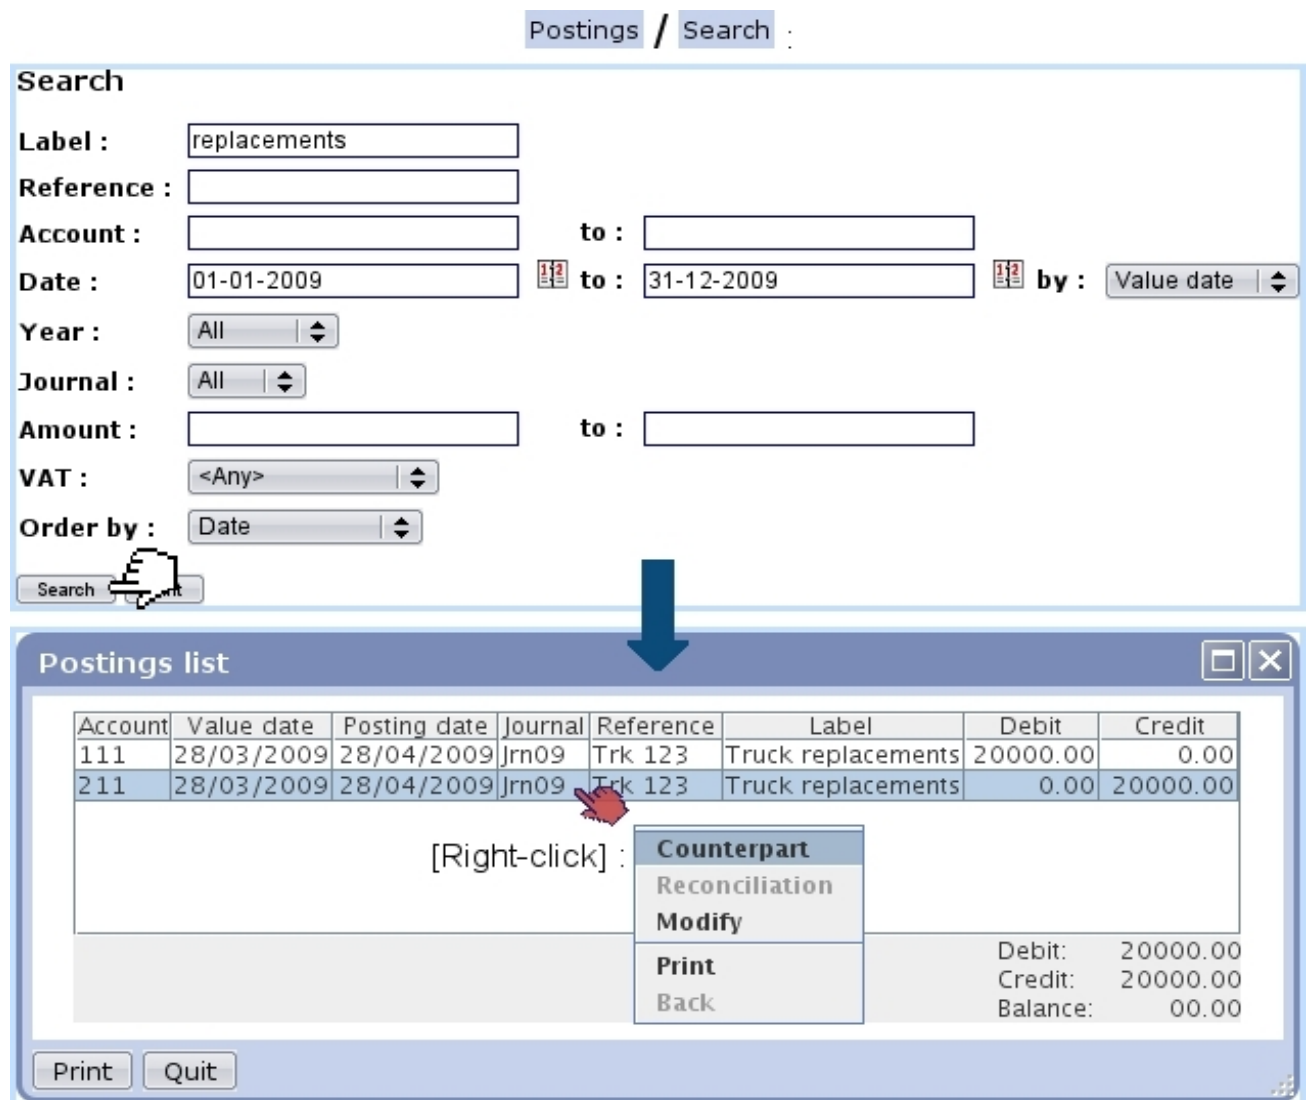 Postings / Search :
Search
Label : replacements
Reference :
Account : to :
Date : 01-01-2009 to : 31-12-2009 by : Value date
Year : All
Journal : All
Amount : to :
VAT : <Any>
Order by : Date
Search
Postings list
Account Value date Posting date Journal Reference Label Debit Credit
111 28/03/2009 28/04/2009 Jrn09 Trk 123 Truck replacements 20000.00 0.00
211 28/03/2009 28/04/2009 Jrn09 Trk 123 Truck replacements 0.00 20000.00
[Right-click] : Counterpart
Reconciliation
Modify
Print
Back
Debit: 20000.00
Credit: 20000.00
Balance: 00.00
Print Quit